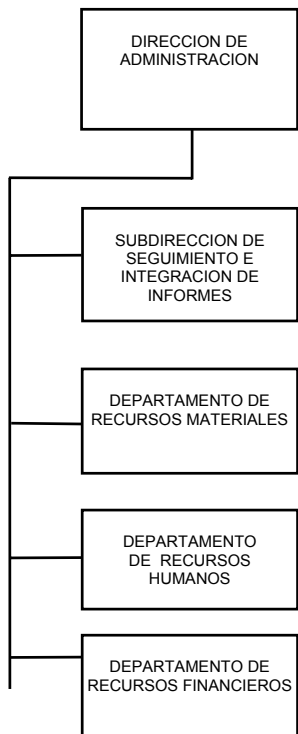 DIRECCION DE
ADMINISTRACION
SUBDIRECCION DE
SEGUIMIENTO E
INTEGRACION DE
INFORMES
DEPARTAMENTO DE
RECURSOS MATERIALES
DEPARTAMENTO
DE RECURSOS
HUMANOS
DEPARTAMENTO DE
RECURSOS FINANCIEROS